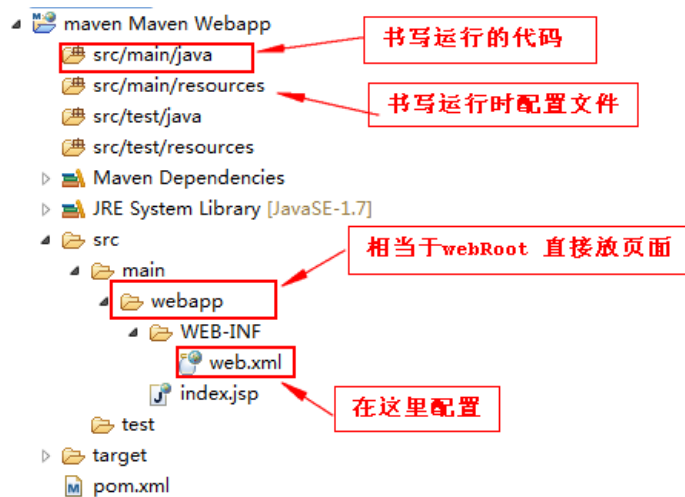 maven Maven Webapp
书写运行的代码
src/main/java
src/main/resources
书写运行时配置文件
src/test/java
src/test/resources
Maven Dependencies
JRE System Library [JavaSE-1.7]
src
相当于webRoot 直接放页面
main
webapp
WEB-INF
web.xml
index.jsp
在这里配置
test
target
pom.xml